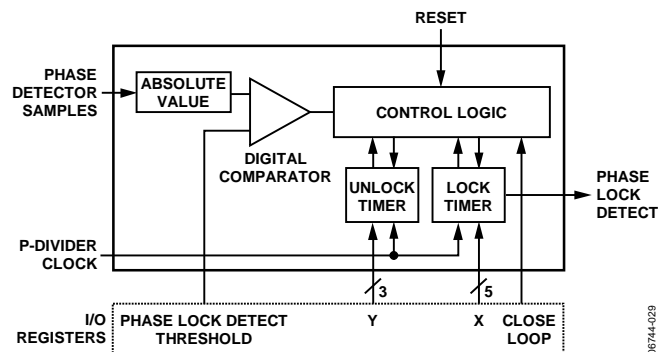 RESET
PHASE
DETECTOR
SAMPLES
ABSOLUTE
VALUE
CONTROL LOGIC
DIGITAL
COMPARATOR
UNLOCK
TIMER
LOCK
TIMER
PHASE
LOCK
DETECT
P-DIVIDER
CLOCK
3
5
I/O
REGISTERS
PHASE LOCK DETECT
THRESHOLD
Y
X
CLOSE
LOOP
06744-029